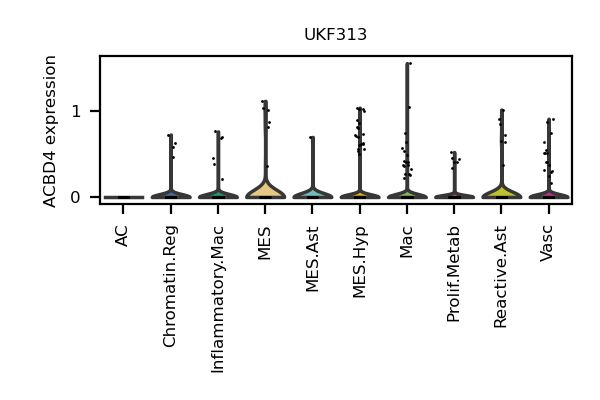 UKF313
ACBD4 expression
1
0
AC
Chromatin.Reg
Inflammatory.Mac
MES
MES.Ast
MES.Hyp
Mac
Prolif.Metab
Reactive.Ast
Vasc